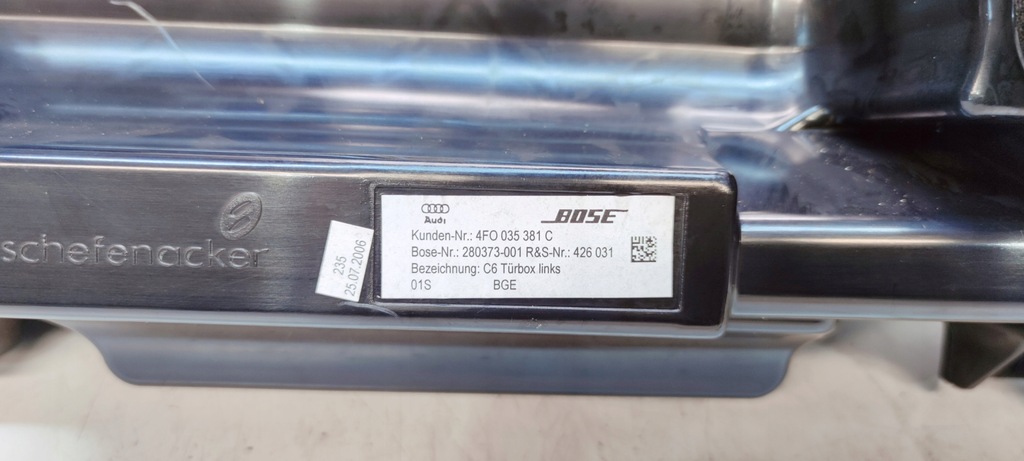 schefenacker
235
25.07.2006
Audi
BOSE
Kunden-Nr.: 4FO 035 381 C
Bose-Nr.: 280373-001 R&S-Nr.: 426 031
Bezeichnung: C6 Türbox links
01S BGE